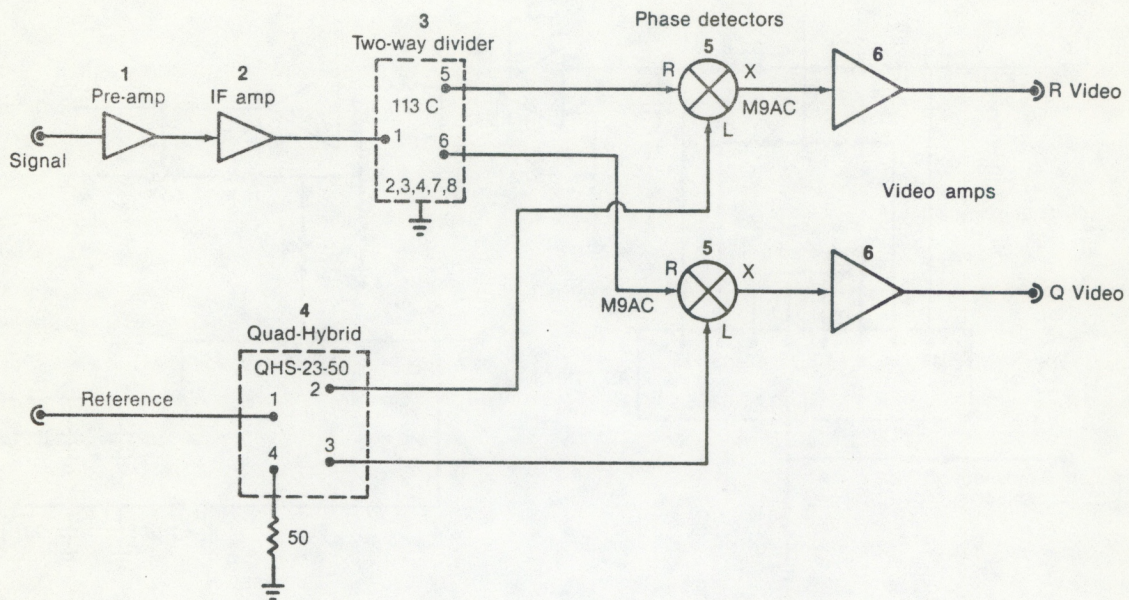 Phase detectors
3
Two-way divider
1
Pre-amp
2
IF amp
5
113 C
1
6
2,3,4,7,8
Signal
5
R
X
M9AC
L
6
R Video
Video amps
5
R
X
M9AC
L
6
Q Video
4
Quad-Hybrid
QHS-23-50
2
1
Reference
4
3
50